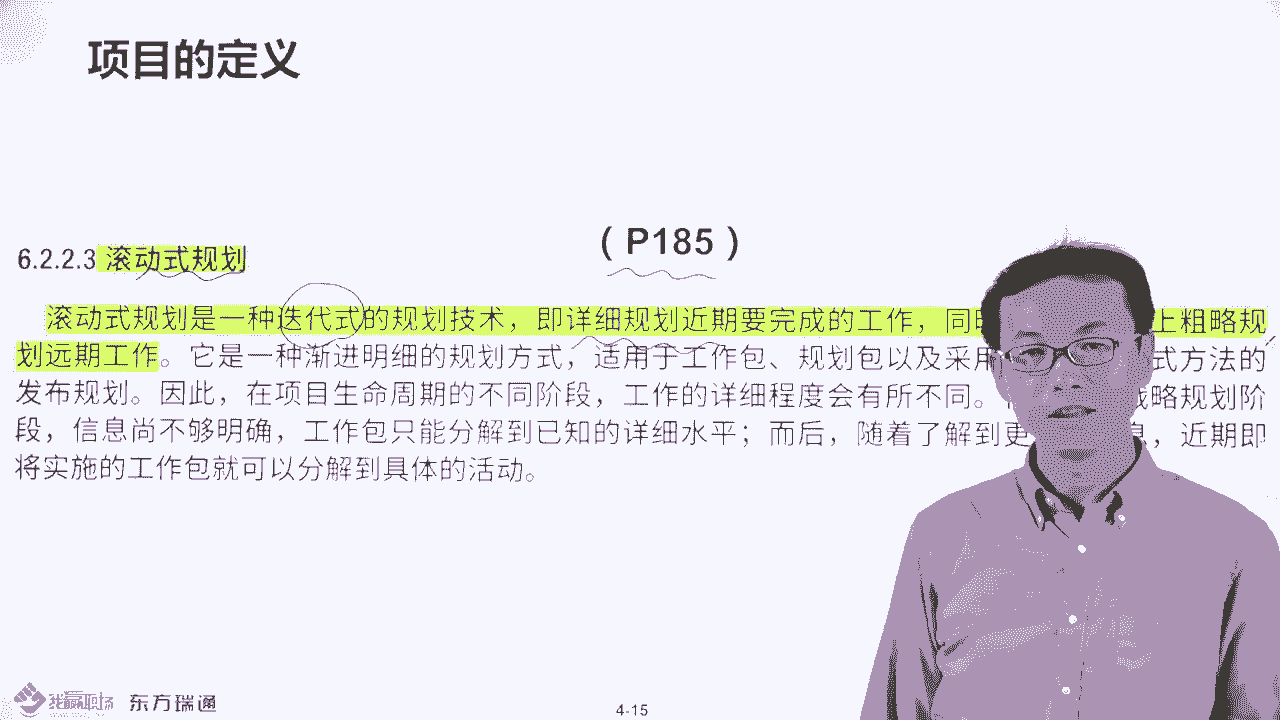 项目的定义
（P185）
6.2.2.3 滚动式规划
滚动式规划是一种迭代式的规划技术，即详细规划近期要完成的工作，同时 上粗略规
划远期工作。它是一种渐进明细的规划方式，适用于工作包、规划包以及采用 式方法的
发布规划。因此，在项目生命周期的不同阶段，工作的详细程度会有所不同。 略规划阶
段，信息尚不够明确，工作包只能分解到已知的详细水平；而后，随着了解到更 息，近期即
将实施的工作包就可以分解到具体的活动。
我赢职场 东方瑞通
4-15